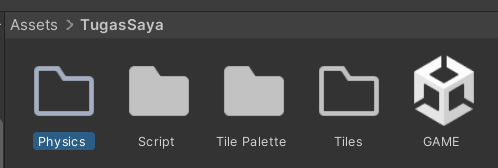 Assets > TugasSaya
Physics
Script
Tile Palette
Tiles
GAME